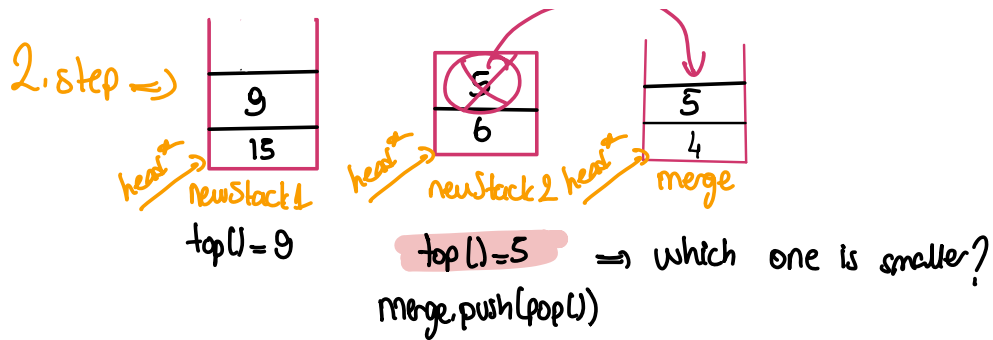 2. step =>
9
15
head*
newStack1
top()=9
5
6
head*
newStack2
top()=5 => which one is smaller?
merge.push(pop())
5
4
head*
merge